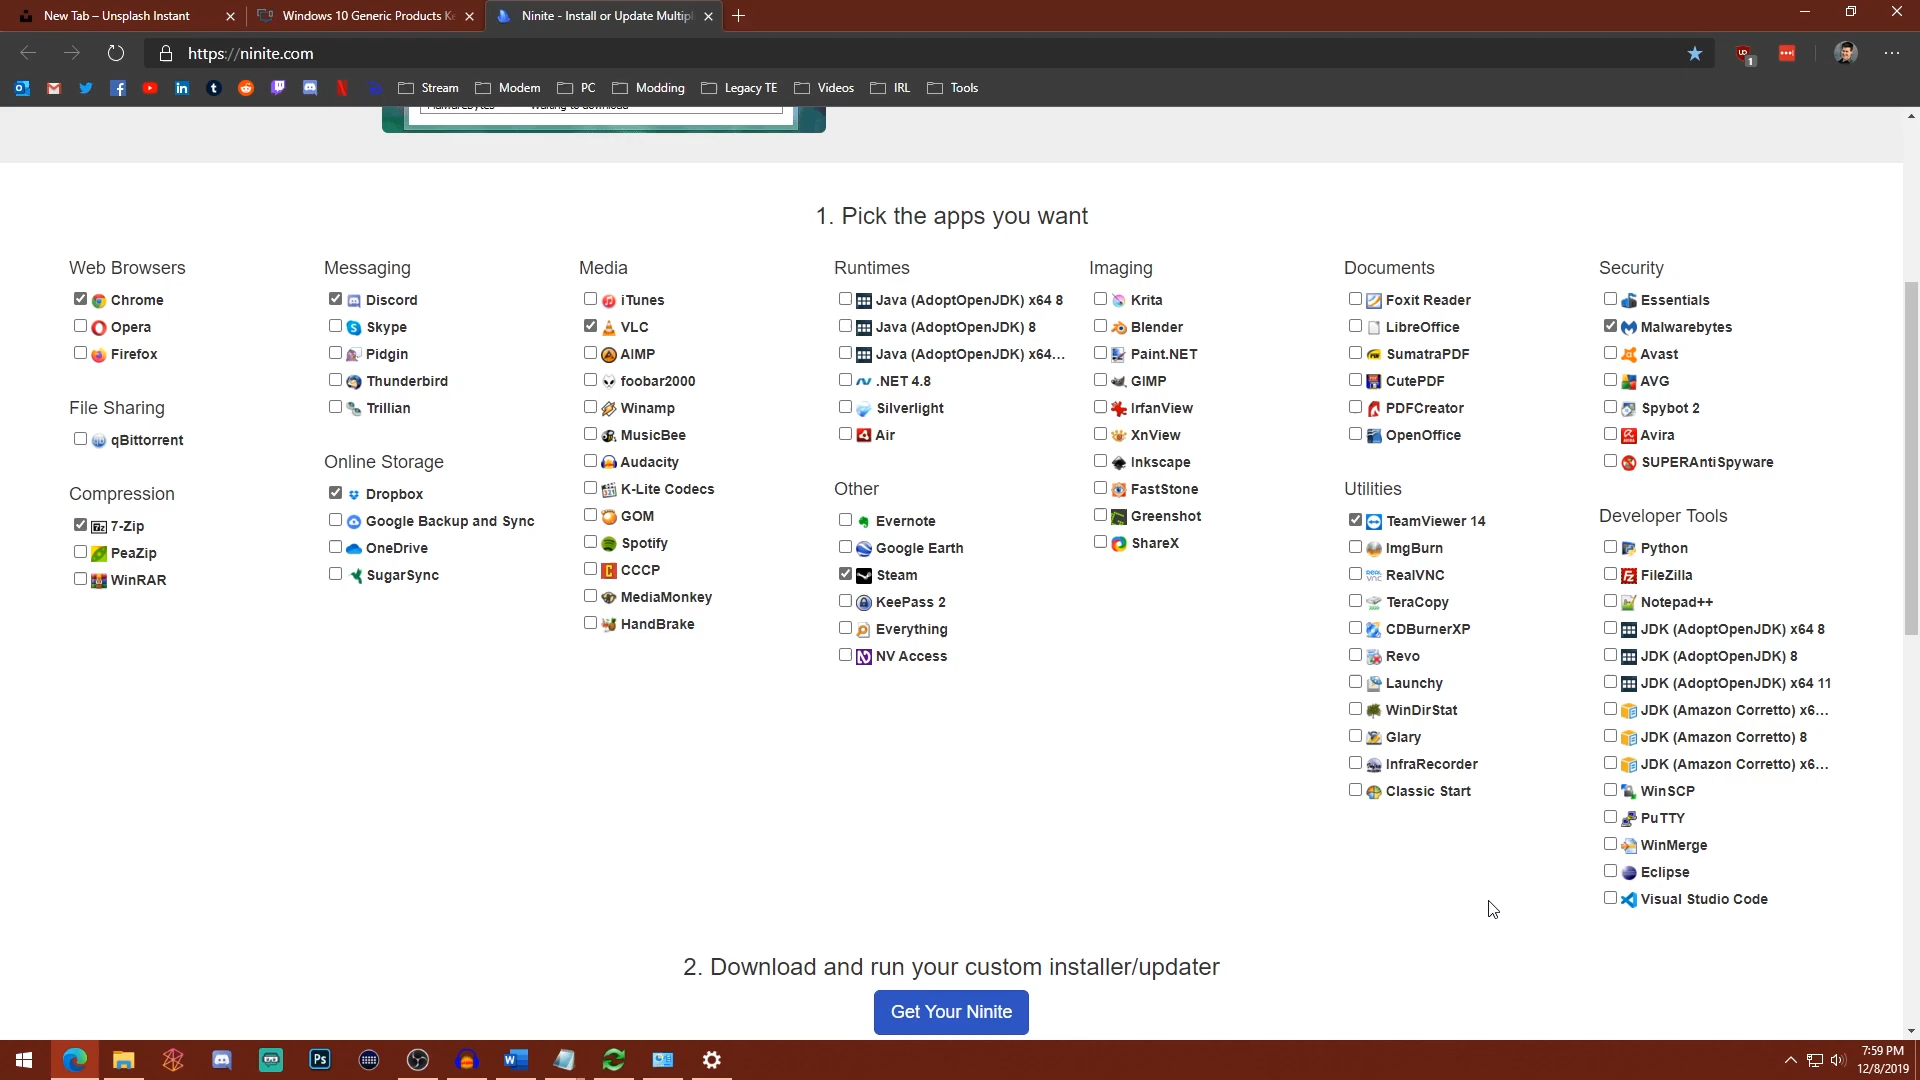 New Tab – Unsplash Instant
Windows 10 Generic Products Ke
Ninite - Install or Update Multipl
https://ninite.com
1
Stream
Modem
PC
Modding
Legacy TE
Videos
IRL
Tools
Malwarebytes Waiting to download
1. Pick the apps you want
Web Browsers
Chrome
Opera
Firefox
File Sharing
qBittorrent
Compression
7-Zip
PeaZip
WinRAR
Messaging
Discord
Skype
Pidgin
Thunderbird
Trillian
Online Storage
Dropbox
Google Backup and Sync
OneDrive
SugarSync
Media
iTunes
VLC
AIMP
foobar2000
Winamp
MusicBee
Audacity
K-Lite Codecs
GOM
Spotify
CCCP
MediaMonkey
HandBrake
Runtimes
Java (AdoptOpenJDK) x64 8
Java (AdoptOpenJDK) 8
Java (AdoptOpenJDK) x64...
.NET 4.8
Silverlight
Air
Other
Evernote
Google Earth
Steam
KeePass 2
Everything
NV Access
Imaging
Krita
Blender
Paint.NET
GIMP
IrfanView
XnView
Inkscape
FastStone
Greenshot
ShareX
Documents
Foxit Reader
LibreOffice
SumatraPDF
CutePDF
PDFCreator
OpenOffice
Utilities
TeamViewer 14
ImgBurn
RealVNC
TeraCopy
CDBurnerXP
Revo
Launchy
WinDirStat
Glary
InfraRecorder
Classic Start
Security
Essentials
Malwarebytes
Avast
AVG
Spybot 2
Avira
SUPERAntiSpyware
Developer Tools
Python
FileZilla
Notepad++
JDK (AdoptOpenJDK) x64 8
JDK (AdoptOpenJDK) 8
JDK (AdoptOpenJDK) x64 11
JDK (Amazon Corretto) x6...
JDK (Amazon Corretto) 8
JDK (Amazon Corretto) x6...
WinSCP
PuTTY
WinMerge
Eclipse
Visual Studio Code
2. Download and run your custom installer/updater
Get Your Ninite
7:59 PM
12/8/2019